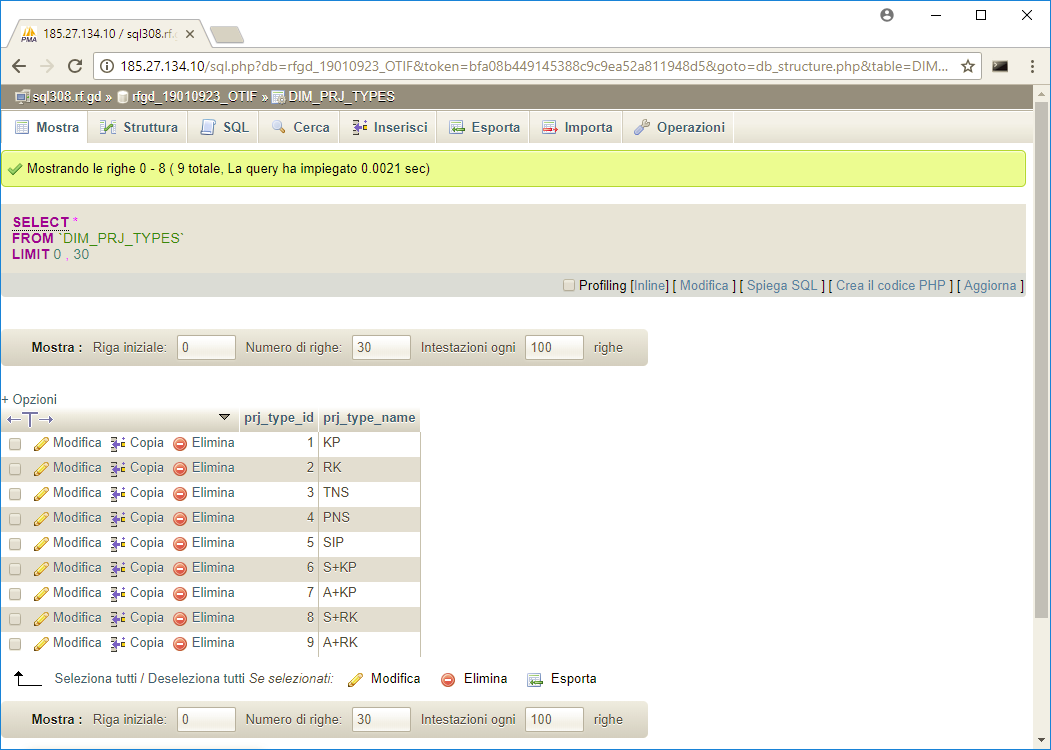 185.27.134.10 / sql308.rf.g
185.27.134.10/sql.php?db=rfgd_19010923_OTIF&token=bfa08b449145388c9c9ea52a811948d5&goto=db_structure.php&table=DIM...
sql308.rf.gd » rfgd_19010923_OTIF » DIM_PRJ_TYPES
Mostra Struttura SQL Cerca Inserisci Esporta Importa Operazioni
Mostrando le righe 0 - 8 ( 9 totale, La query ha impiegato 0.0021 sec)
SELECT *
FROM `DIM_PRJ_TYPES`
LIMIT 0 , 30
Profiling [Inline] [ Modifica ] [ Spiega SQL ] [ Crea il codice PHP ] [ Aggiorna ]
Mostra : Riga iniziale: 0 Numero di righe: 30 Intestazioni ogni 100 righe
+ Opzioni
←T→ prj_type_id prj_type_name
Modifica Copia Elimina 1 KP
Modifica Copia Elimina 2 RK
Modifica Copia Elimina 3 TNS
Modifica Copia Elimina 4 PNS
Modifica Copia Elimina 5 SIP
Modifica Copia Elimina 6 S+KP
Modifica Copia Elimina 7 A+KP
Modifica Copia Elimina 8 S+RK
Modifica Copia Elimina 9 A+RK
Seleziona tutti / Deseleziona tutti Se selezionati: Modifica Elimina Esporta
Mostra : Riga iniziale: 0 Numero di righe: 30 Intestazioni ogni 100 righe